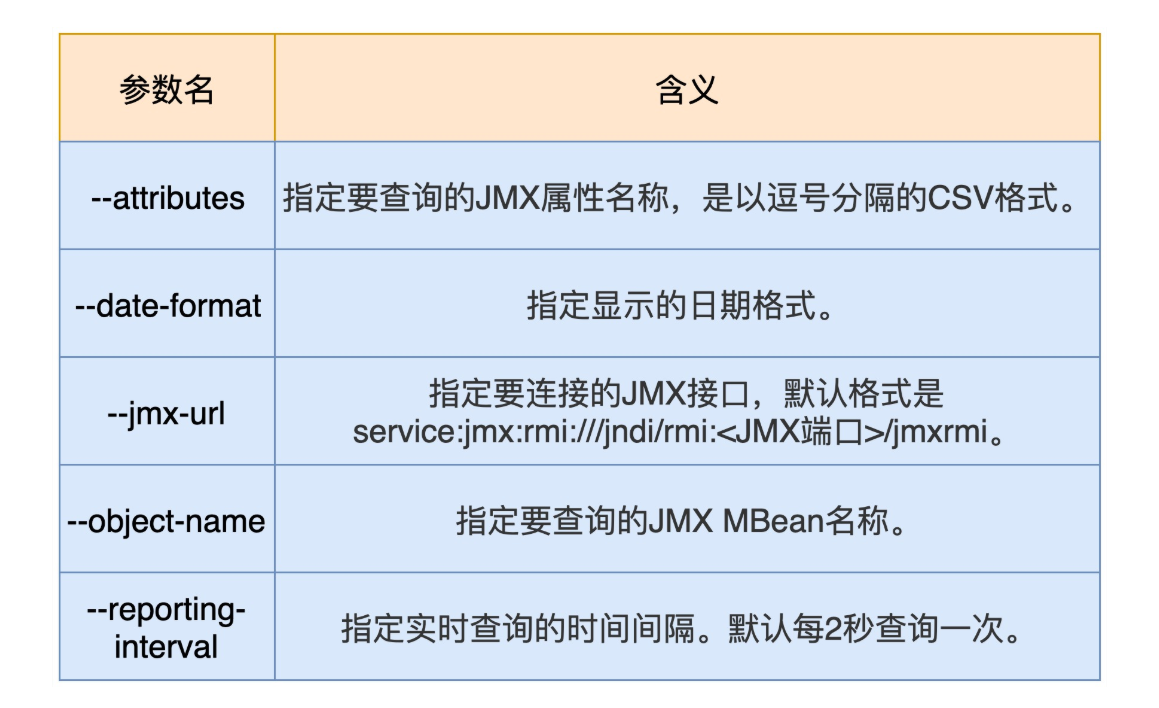 参数名
含义
--attributes
指定要查询的JMX属性名称，是以逗号分隔的CSV格式。
--date-format
指定显示的日期格式。
--jmx-url
指定要连接的JMX接口，默认格式是
service:jmx:rmi:///jndi/rmi:<JMX端口>/jmxrmi。
--object-name
指定要查询的JMX MBean名称。
--reporting-
interval
指定实时查询的时间间隔。默认每2秒查询一次。